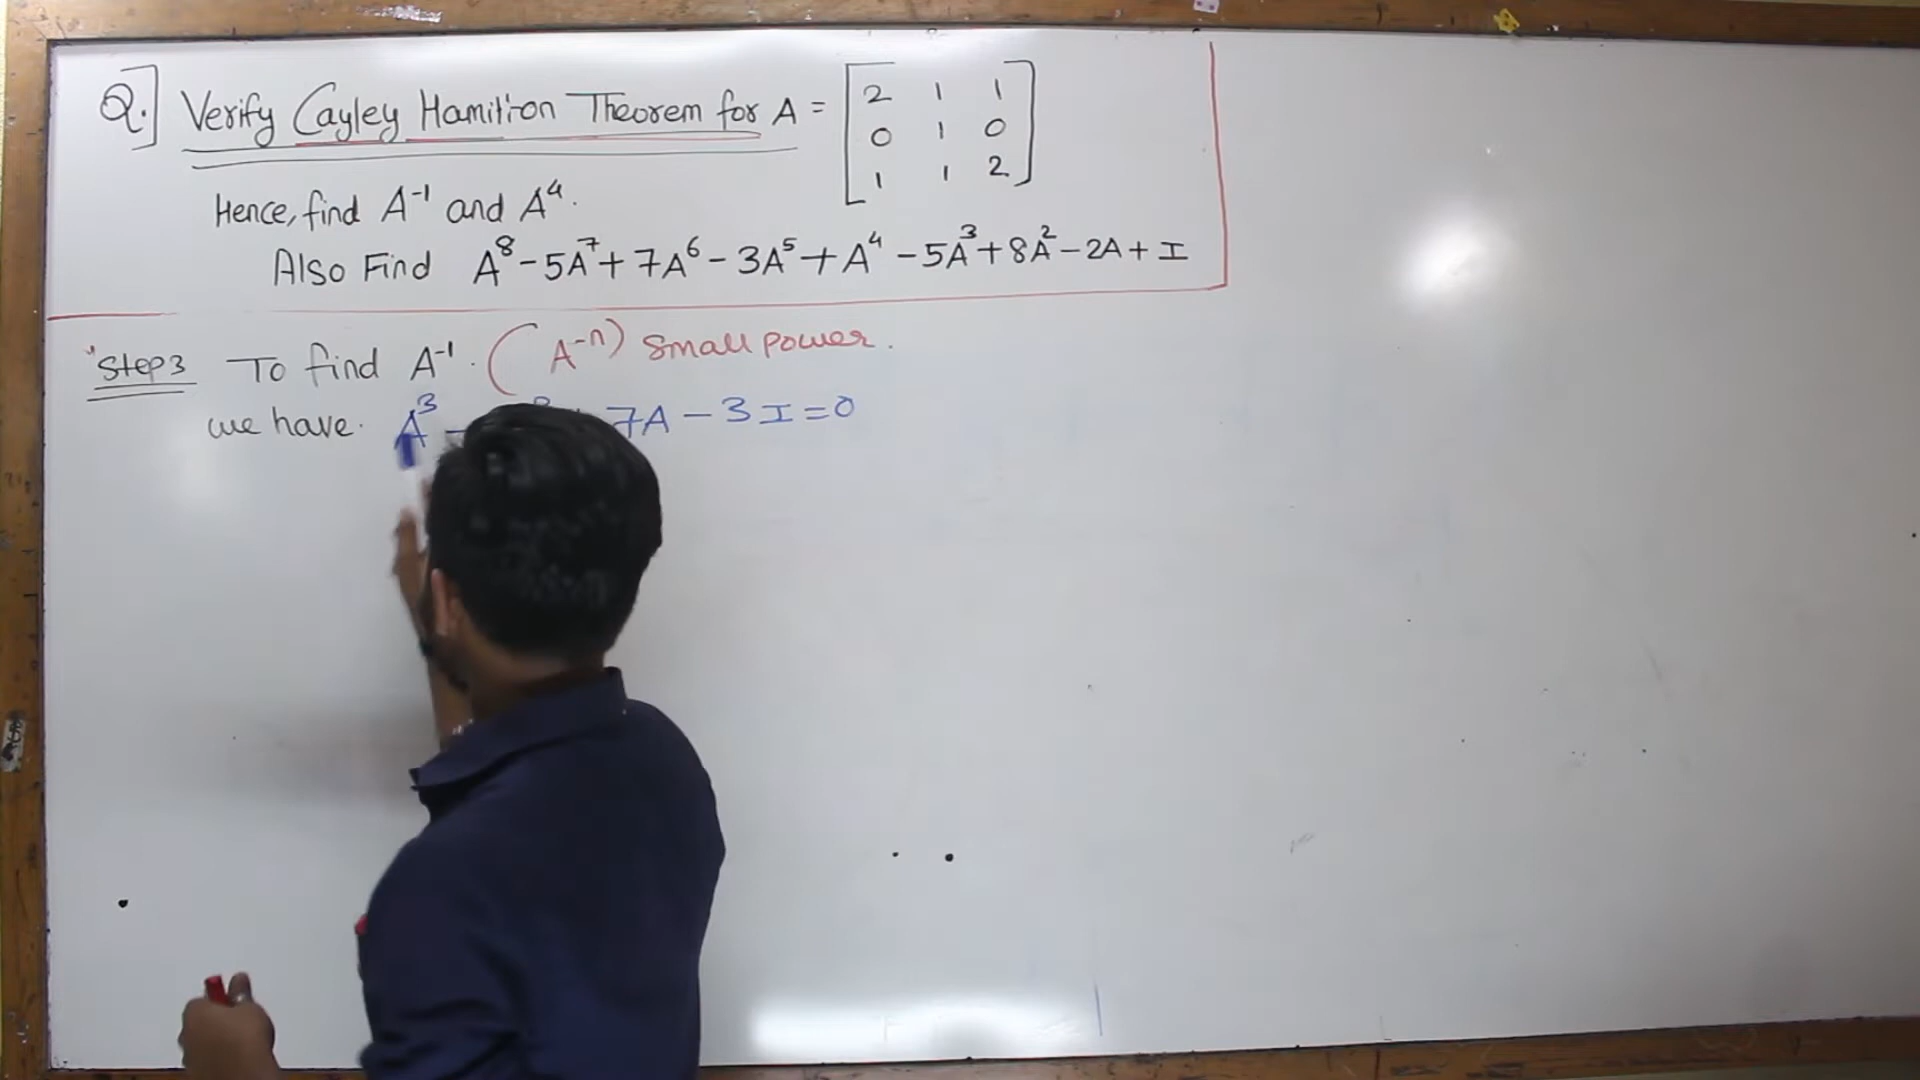 Q.] Verify Cayley Hamiltion Theorem for A = [2 1 1
0 1 0
1 1 2]
Hence, find A⁻¹ and A⁴.
Also Find A⁸ - 5A⁷ + 7A⁶ - 3A⁵ + A⁴ - 5A³ + 8A² - 2A + I
Step 3 To find A⁻¹. (A⁻ⁿ) small power.
we have. A³ - 7A - 3I = 0